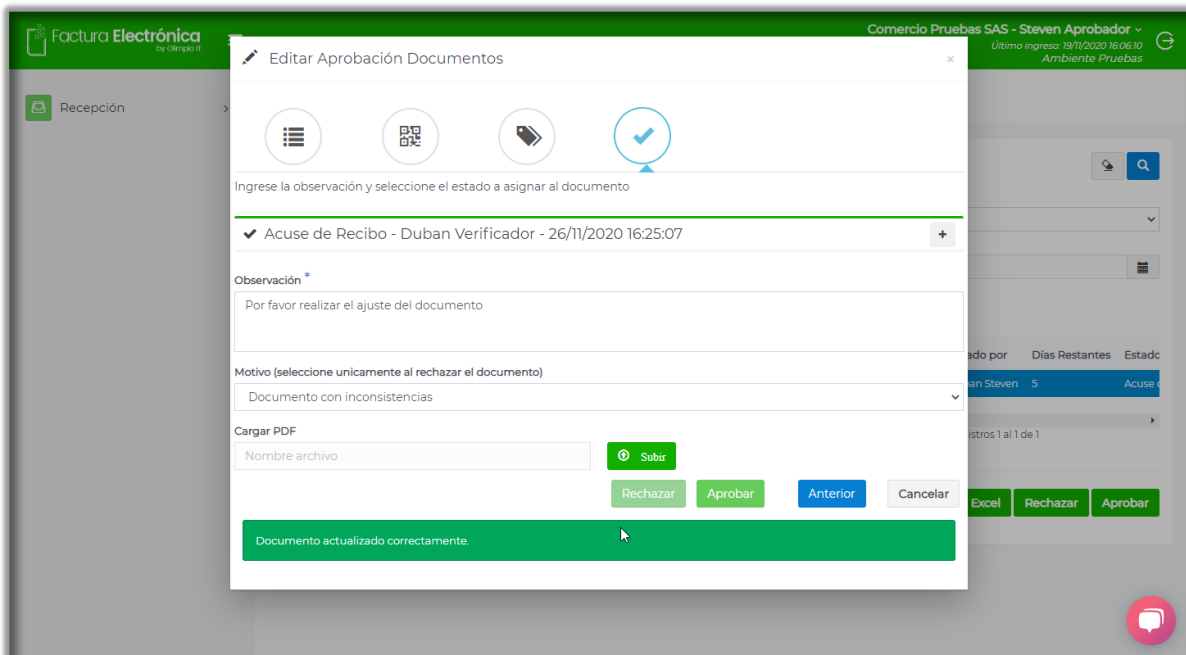 Factura Electrónica
by Olimpia IT
Comercio Pruebas SAS - Steven Aprobador
Último ingreso: 19/11/2020 16:06:10
Ambiente Pruebas
Recepción
Editar Aprobación Documentos
×
Ingrese la observación y seleccione el estado a asignar al documento
Acuse de Recibo - Duban Verificador - 26/11/2020 16:25:07
+
Observación *
Por favor realizar el ajuste del documento
Motivo (seleccione unicamente al rechazar el documento)
Documento con inconsistencias
Cargar PDF
Nombre archivo
Subir
Rechazar Aprobar Anterior Cancelar
Documento actualizado correctamente.
ado por Días Restantes Estado
an Steven 5 Acuse
istros 1 al 1 de 1
Excel Rechazar Aprobar